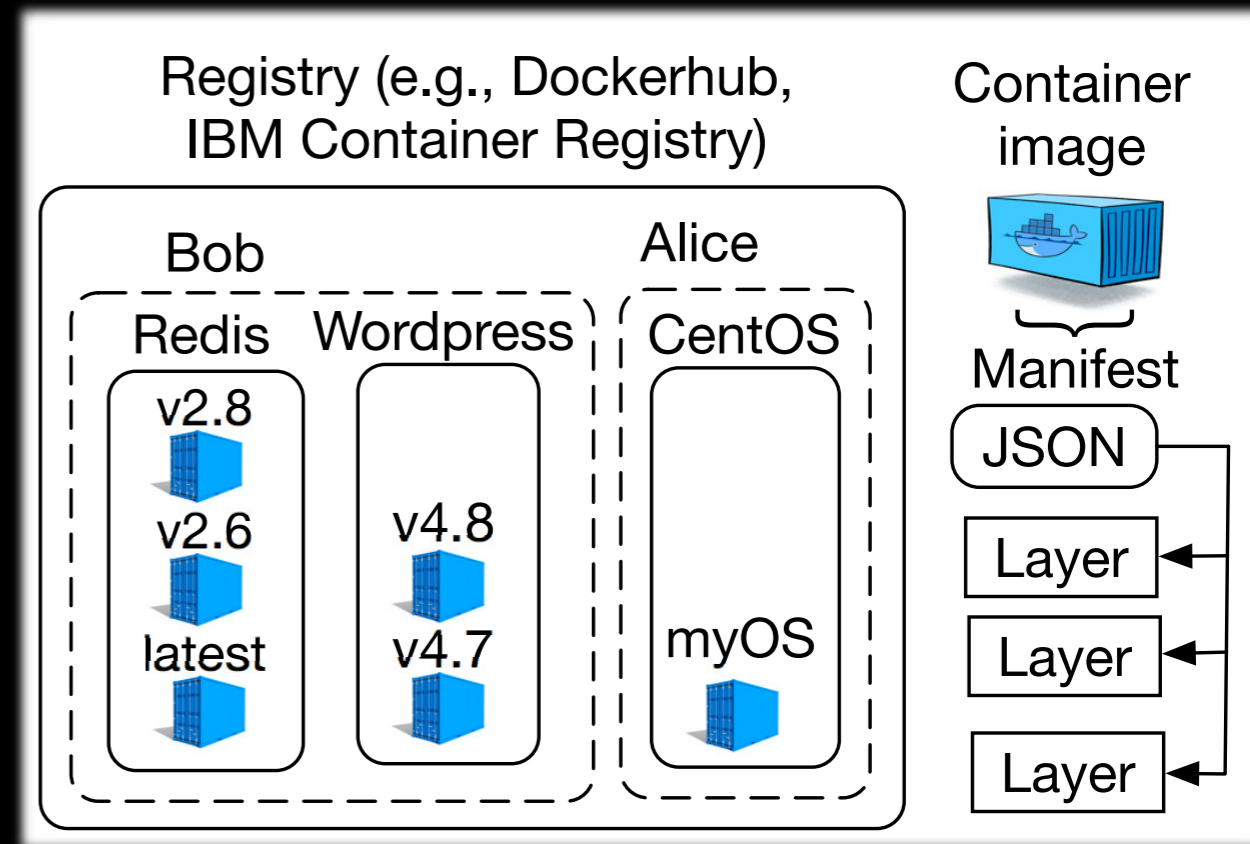 Registry (e.g., Dockerhub,
IBM Container Registry)
Bob
Redis
v2.8
v2.6
latest
Wordpress
v4.8
v4.7
Alice
CentOS
myOS
Container
image
Manifest
JSON
Layer
Layer
Layer